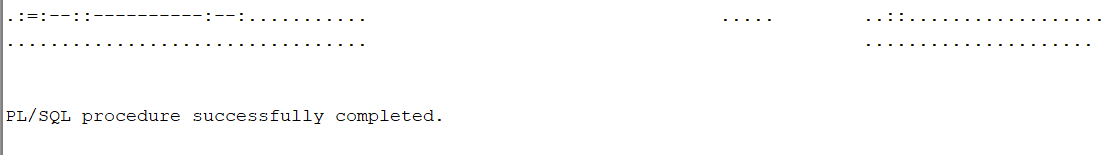 .:=:--::----------:--:...........                                ..... ..::..................
.................................                                             .....................
PL/SQL procedure successfully completed.